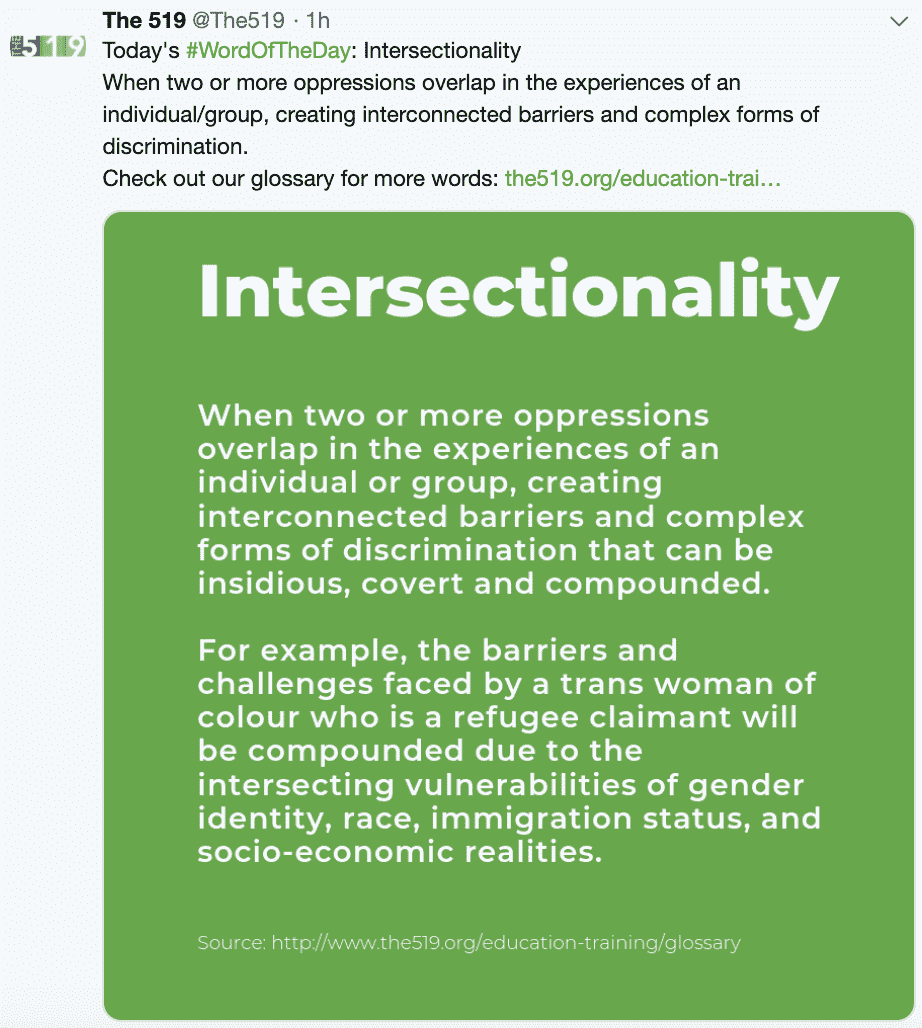 The 519 @The519 · 1h
519
Today's #WordOfTheDay: Intersectionality
When two or more oppressions overlap in the experiences of an
individual/group, creating interconnected barriers and complex forms of
discrimination.
Check out our glossary for more words: the519.org/education-trai…
Intersectionality
When two or more oppressions
overlap in the experiences of an
individual or group, creating
interconnected barriers and complex
forms of discrimination that can be
insidious, covert and compounded.
For example, the barriers and
challenges faced by a trans woman of
colour who is a refugee claimant will
be compounded due to the
intersecting vulnerabilities of gender
identity, race, immigration status, and
socio-economic realities.
Source: http://www.the519.org/education-training/glossary